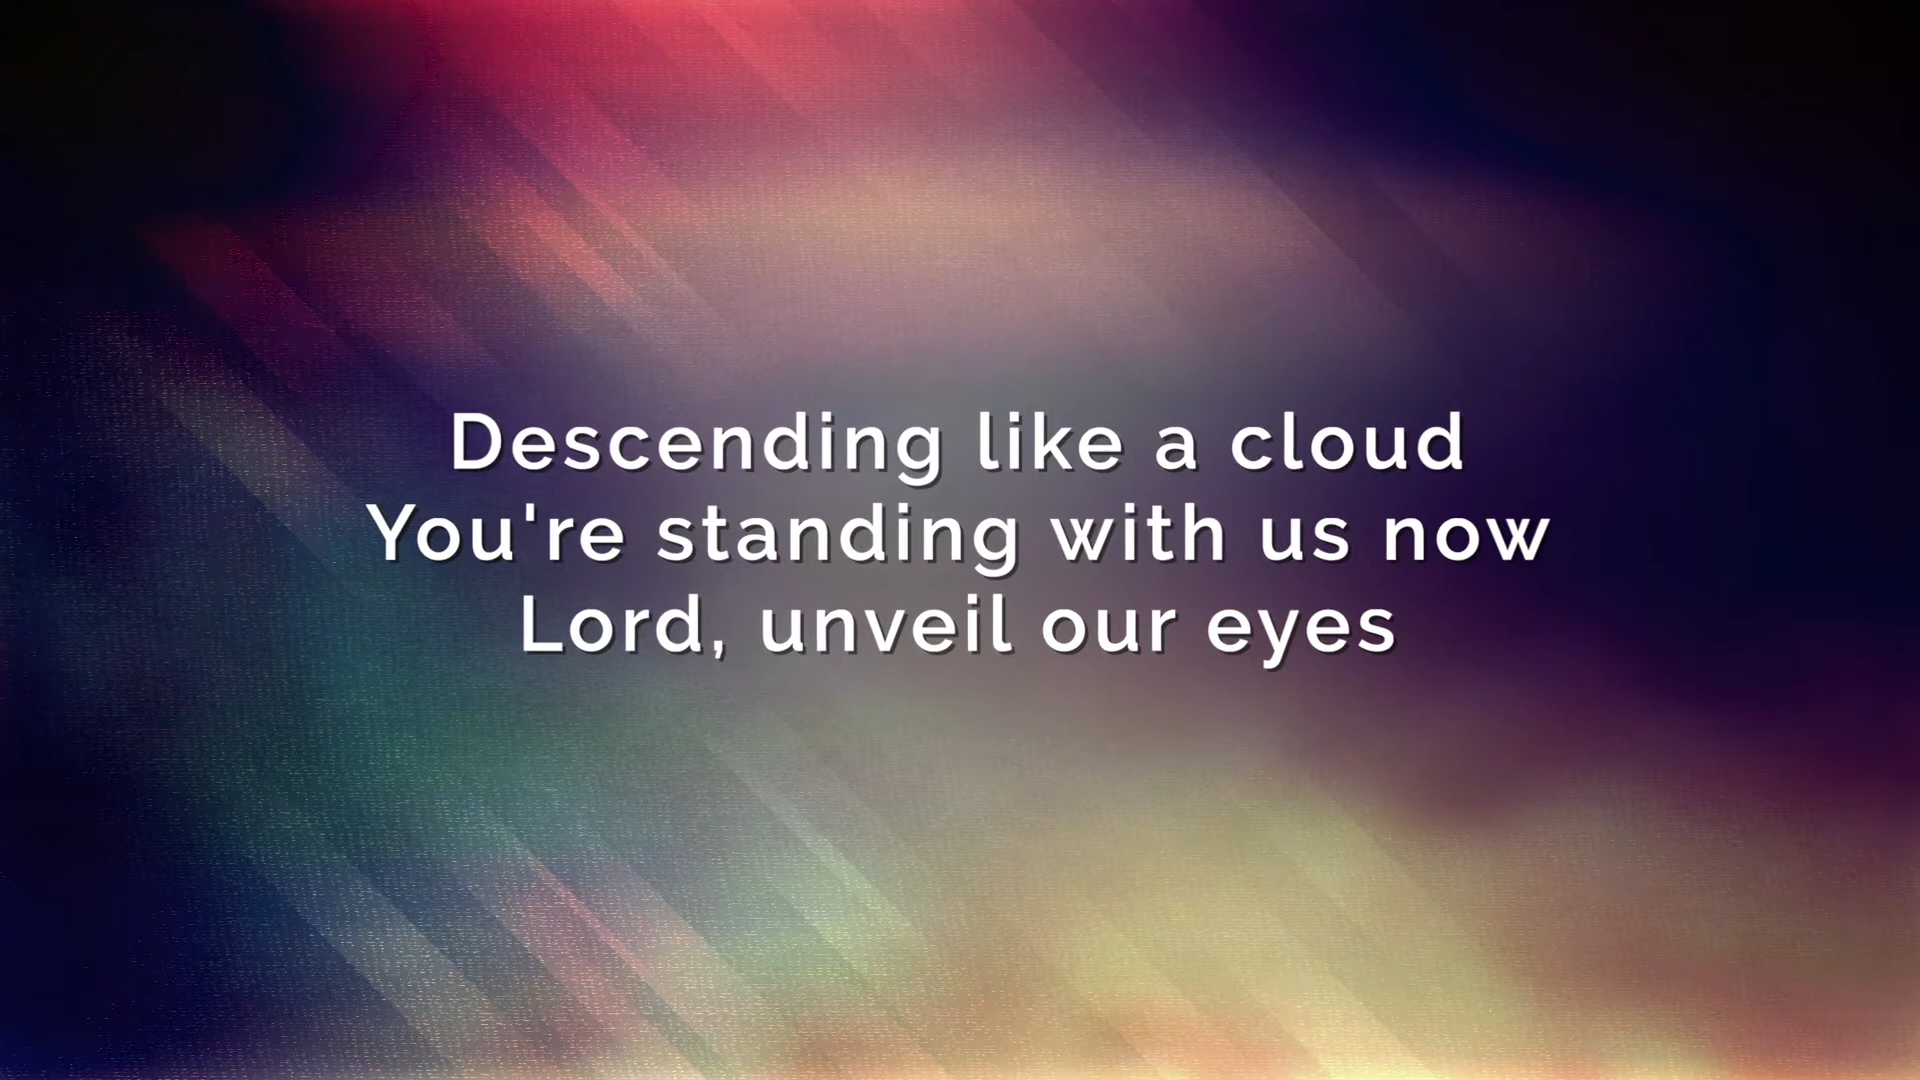 Descending like a cloud
You're standing with us now
Lord, unveil our eyes